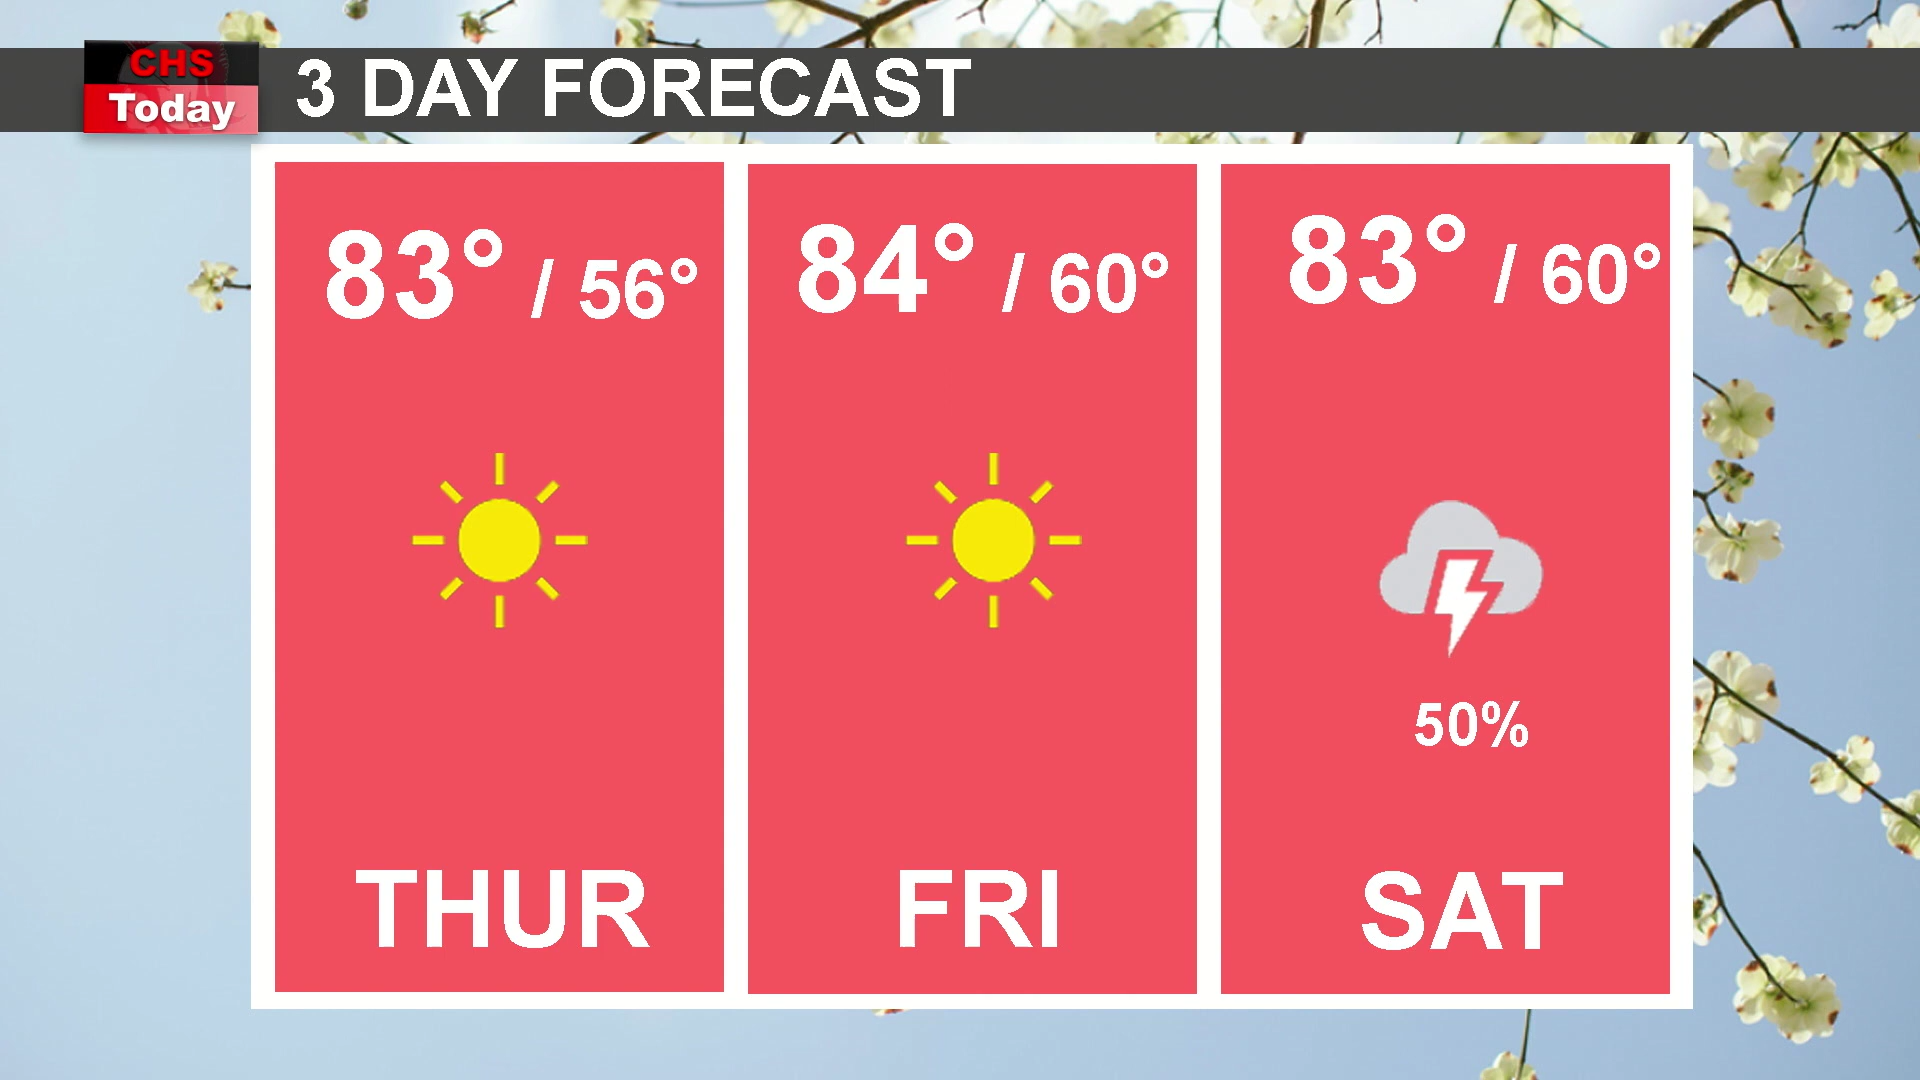 CHS
Today
3 DAY FORECAST
83° / 56°
THUR
84° / 60°
FRI
83° / 60°
50%
SAT